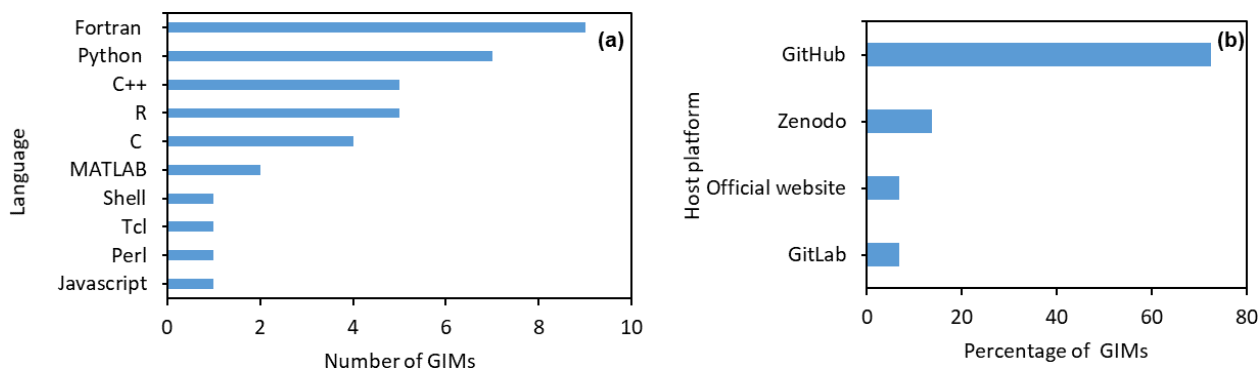 (a)
Language
Fortran
Python
C++
R
C
MATLAB
Shell
Tcl
Perl
Javascript
0 2 4 6 8 10
Number of GIMs
(b)
Host platform
GitHub
Zenodo
Official website
GitLab
0 20 40 60 80
Percentage of GIMs